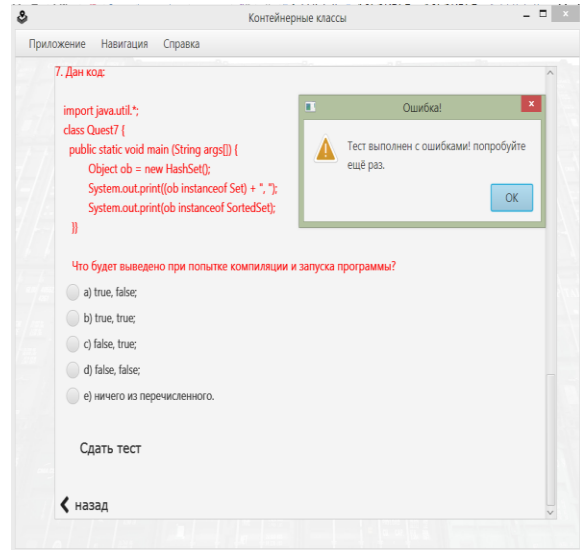 Контейнерные классы
Приложение Навигация Справка
7. Дан код:
import java.util.*;
class Quest7 {
public static void main (String args[]) {
Object ob = new HashSet();
System.out.print((ob instanceof Set) + ", ");
System.out.print(ob instanceof SortedSet);
}}
Ошибка!
Тест выполнен с ошибками! попробуйте
ещё раз.
OK
Что будет выведено при попытке компиляции и запуска программы?
a) true, false;
b) true, true;
c) false, true;
d) false, false;
e) ничего из перечисленного.
Сдать тест
назад